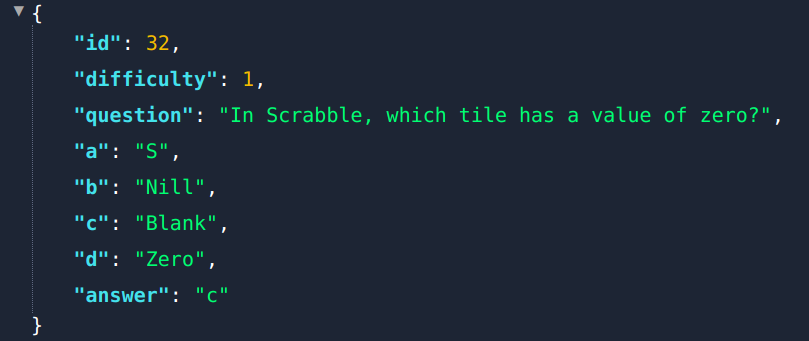 {
"id": 32,
"difficulty": 1,
"question": "In Scrabble, which tile has a value of zero?",
"a": "S",
"b": "Nill",
"c": "Blank",
"d": "Zero",
"answer": "c"
}